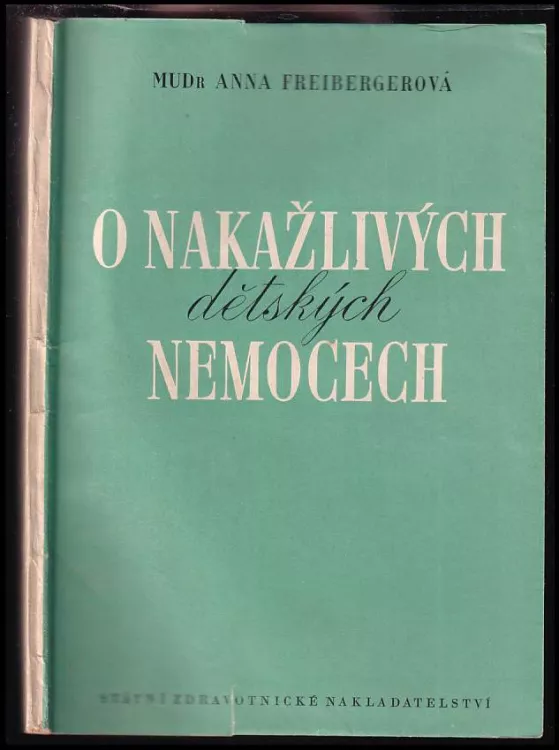 MUDR ANNA FREIBERGEROVÁ
O NAKAŽLIVÝCH
dětských
NEMOCECH
STÁTNÍ ZDRAVOTNICKÉ NAKLADATELSTVÍ